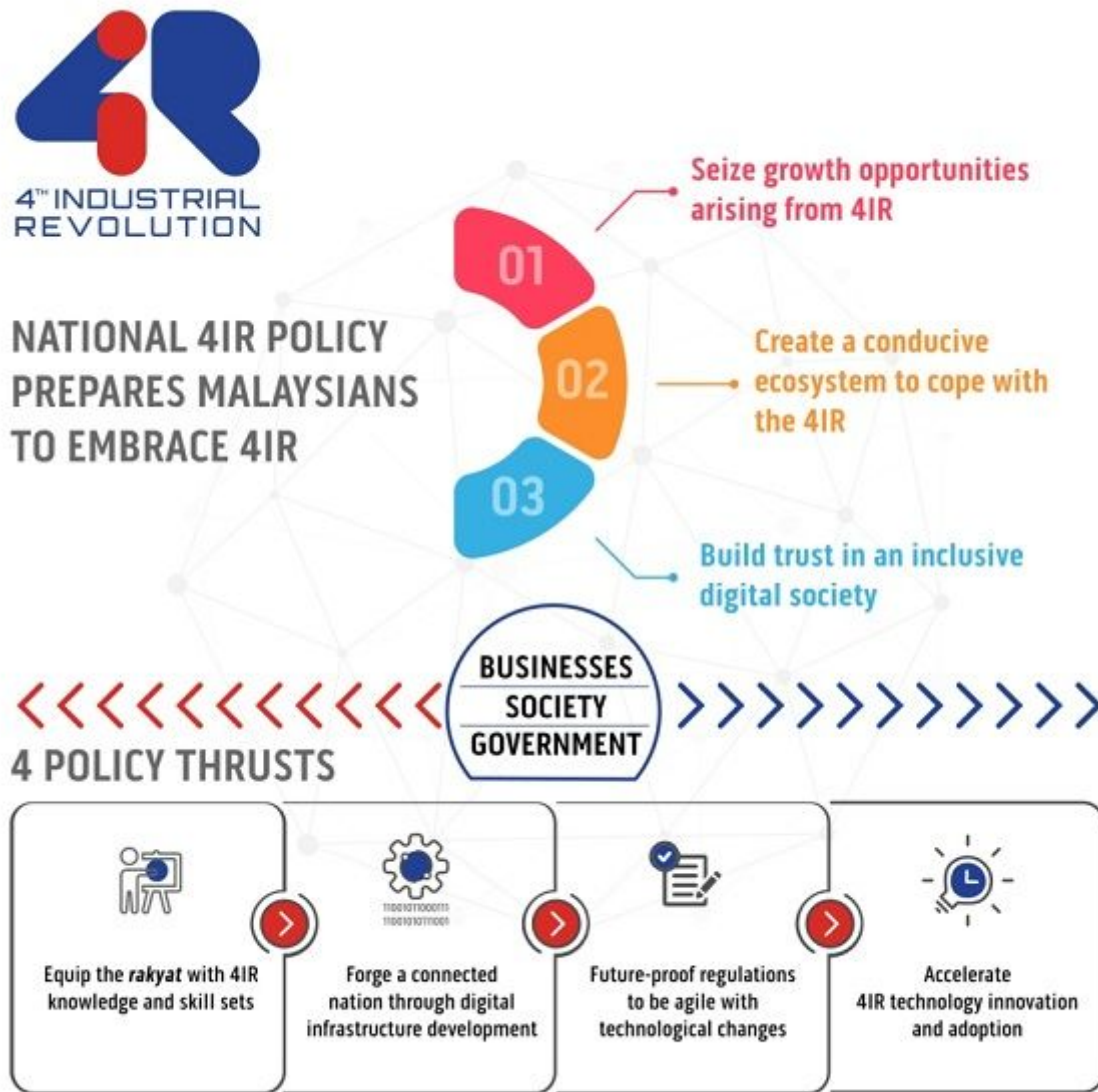 4iR
4TH INDUSTRIAL
REVOLUTION
NATIONAL 4IR POLICY
PREPARES MALAYSIANS
TO EMBRACE 4IR
01
Seize growth opportunities
arising from 4IR
02
Create a conducive
ecosystem to cope with
the 4IR
03
Build trust in an inclusive
digital society
BUSINESSES
SOCIETY
GOVERNMENT
4 POLICY THRUSTS
Equip the rakyat with 4IR
knowledge and skill sets
11001011000111
11001010111001
Forge a connected
nation through digital
infrastructure development
Future-proof regulations
to be agile with
technological changes
Accelerate
4IR technology innovation
and adoption